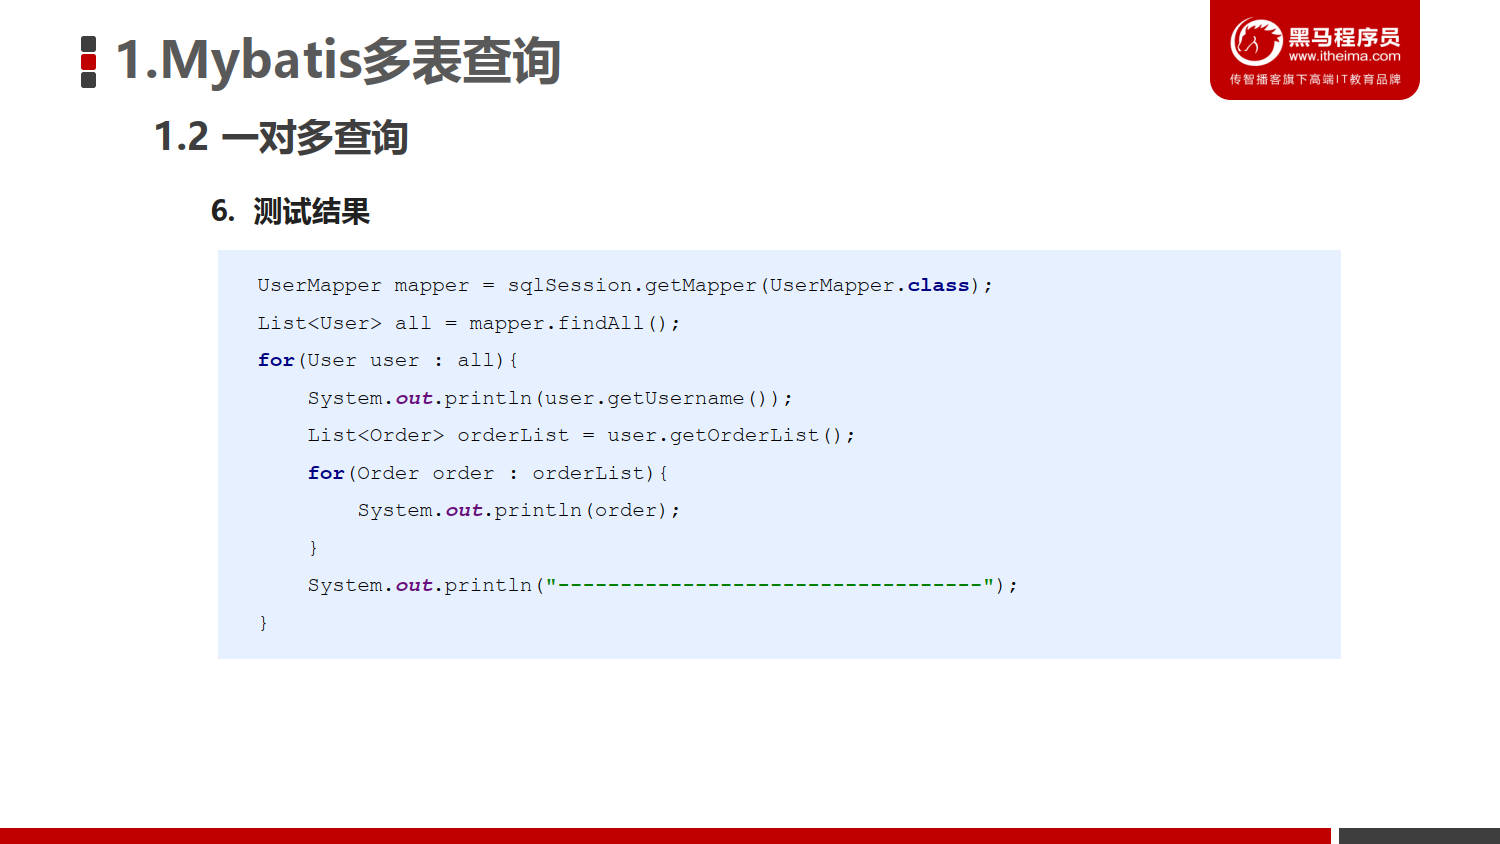 1.Mybatis多表查询
黑马程序员
www.itheima.com
传智播客旗下高端IT教育品牌
1.2 一对多查询
6. 测试结果
UserMapper mapper = sqlSession.getMapper(UserMapper.class);
List<User> all = mapper.findAll();
for(User user : all){
    System.out.println(user.getUsername());
    List<Order> orderList = user.getOrderList();
    for(Order order : orderList){
        System.out.println(order);
    }
    System.out.println("----------------------------------");
}